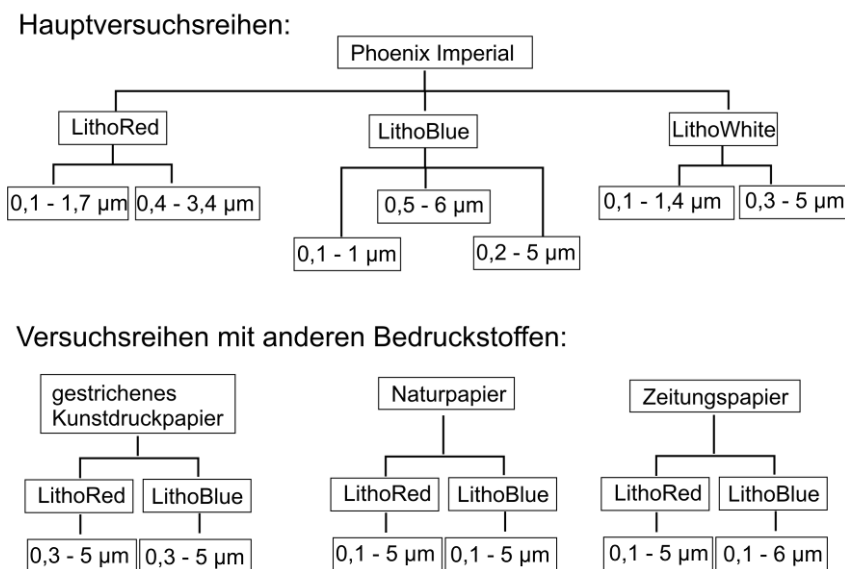 Hauptversuchsreihen:
Phoenix Imperial
LithoRed
LithoBlue
LithoWhite
0,1 - 1,7 µm
0,4 - 3,4 µm
0,5 - 6 µm
0,1 - 1,4 µm
0,3 - 5 µm
0,1 - 1 µm
0,2 - 5 µm
Versuchsreihen mit anderen Bedruckstoffen:
gestrichenes
Kunstdruckpapier
Naturpapier
Zeitungspapier
LithoRed
LithoBlue
LithoRed
LithoBlue
LithoRed
LithoBlue
0,3 - 5 µm
0,3 - 5 µm
0,1 - 5 µm
0,1 - 5 µm
0,1 - 5 µm
0,1 - 6 µm